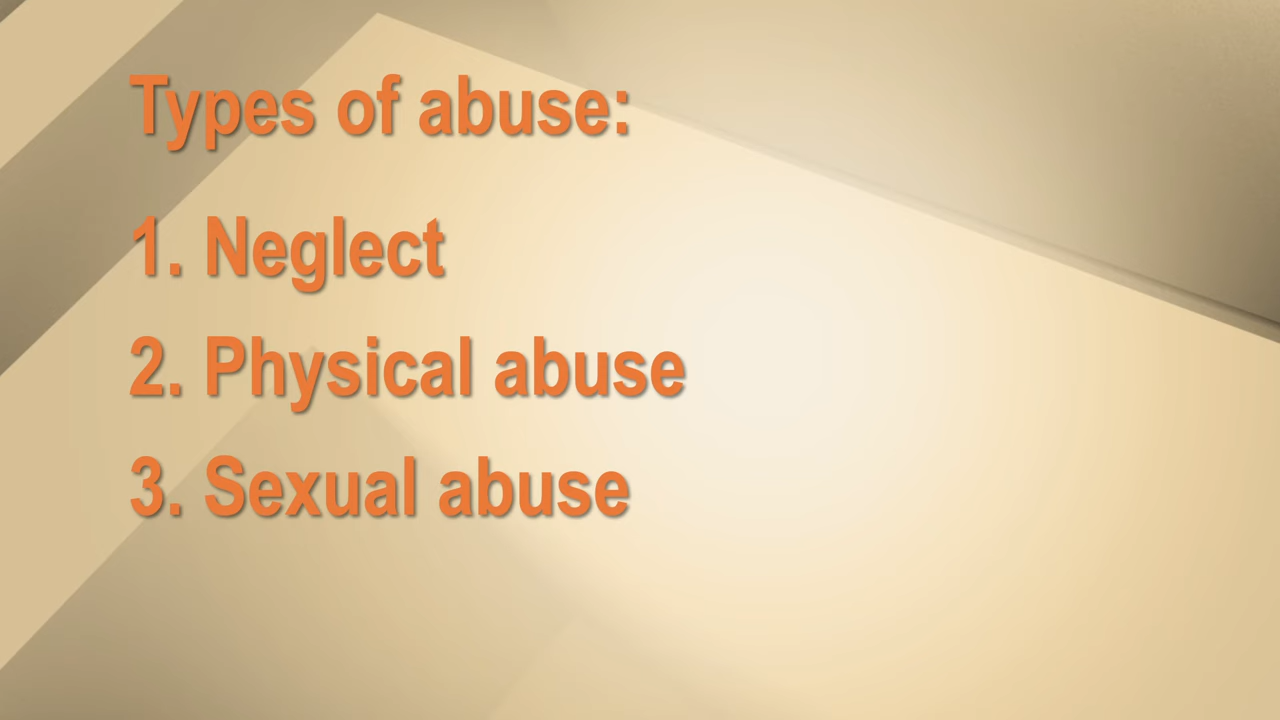 Types of abuse:
1. Neglect
2. Physical abuse
3. Sexual abuse